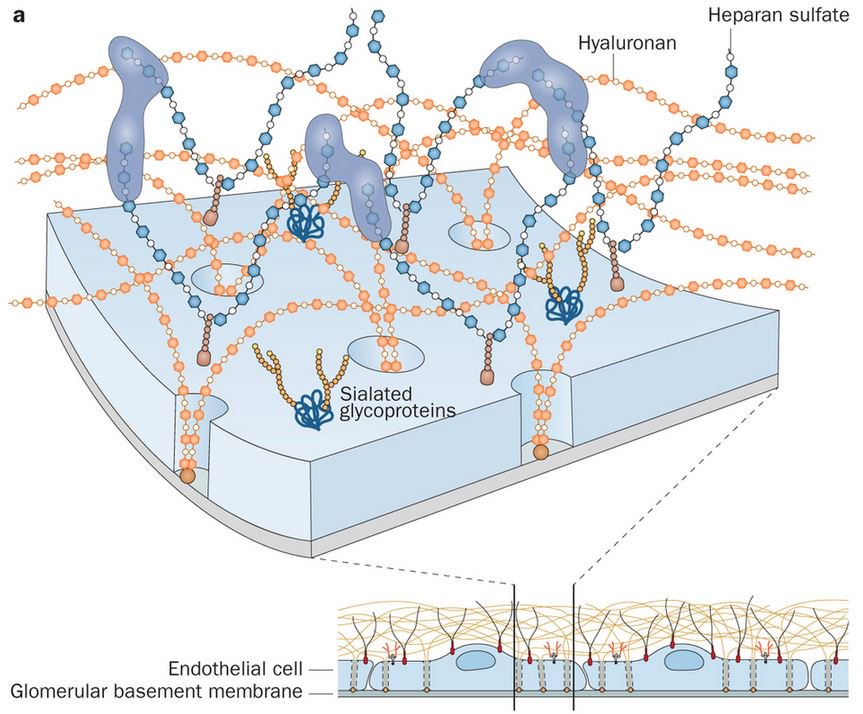 a
Heparan sulfate
Hyaluronan
Sialated
glycoproteins
Endothelial cell
Glomerular basement membrane